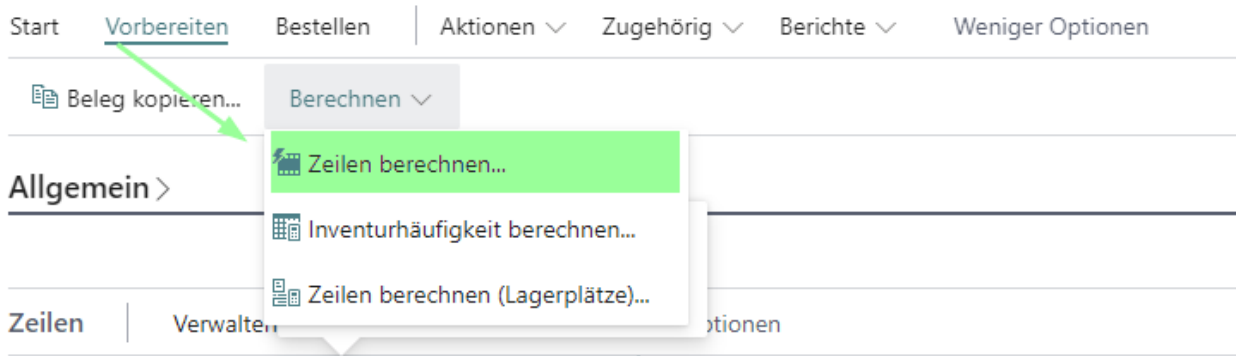 Start Vorbereiten Bestellen Aktionen Zugehörig Berichte Weniger Optionen
Beleg kopieren... Berechnen
Zeilen berechnen...
Allgemein
Inventurhäufigkeit berechnen...
Zeilen berechnen (Lagerplätze)...
Zeilen Verwalten